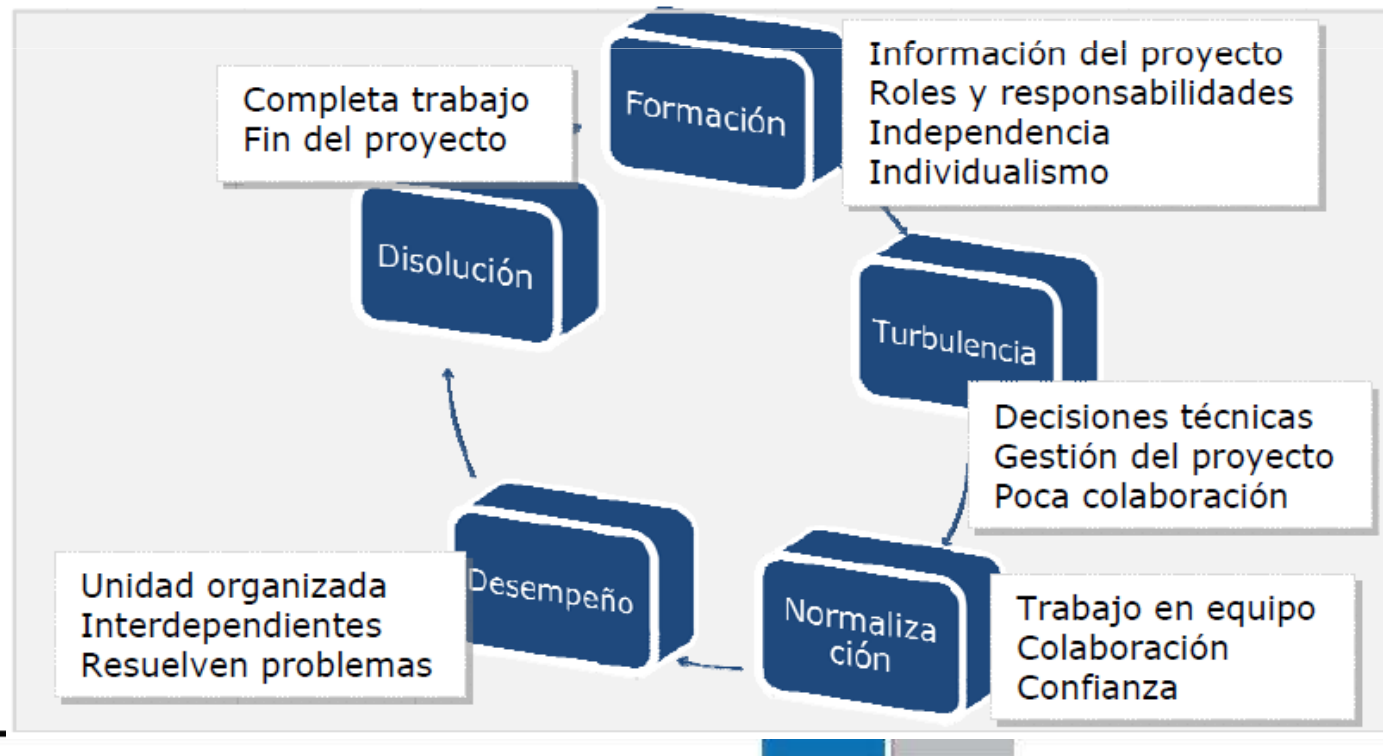 Formación
Información del proyecto
Roles y responsabilidades
Independencia
Individualismo
Turbulencia
Decisiones técnicas
Gestión del proyecto
Poca colaboración
Normaliza
ción
Trabajo en equipo
Colaboración
Confianza
Desempeño
Unidad organizada
Interdependientes
Resuelven problemas
Disolución
Completa trabajo
Fin del proyecto